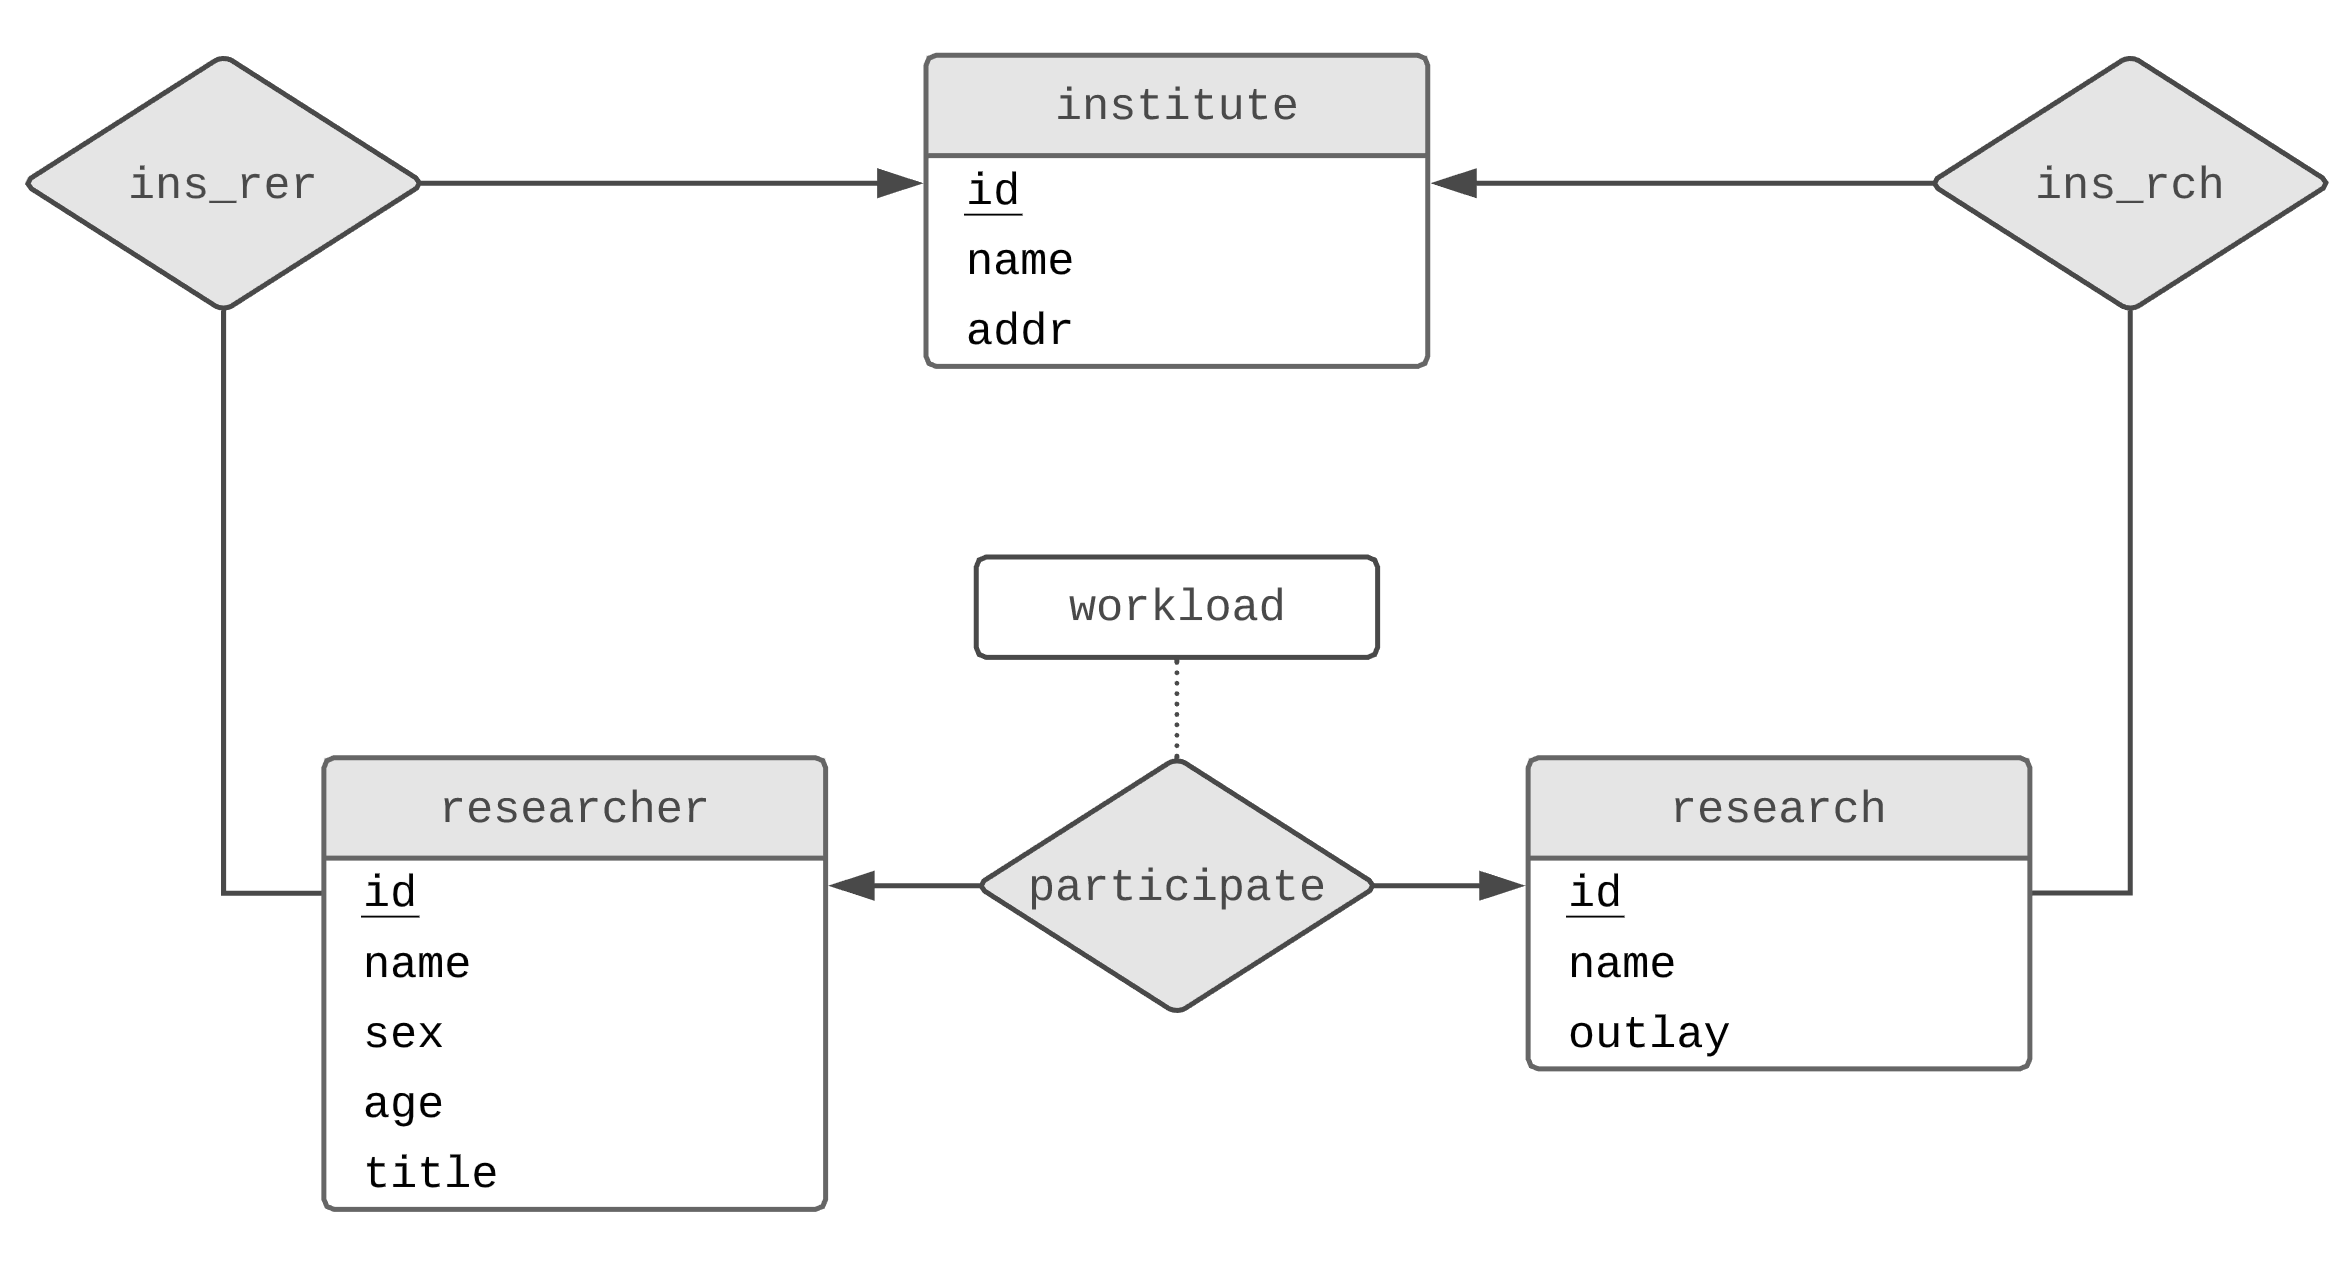 ins_rer
institute
id
name
addr
ins_rch
workload
researcher
id
name
sex
age
title
participate
research
id
name
outlay